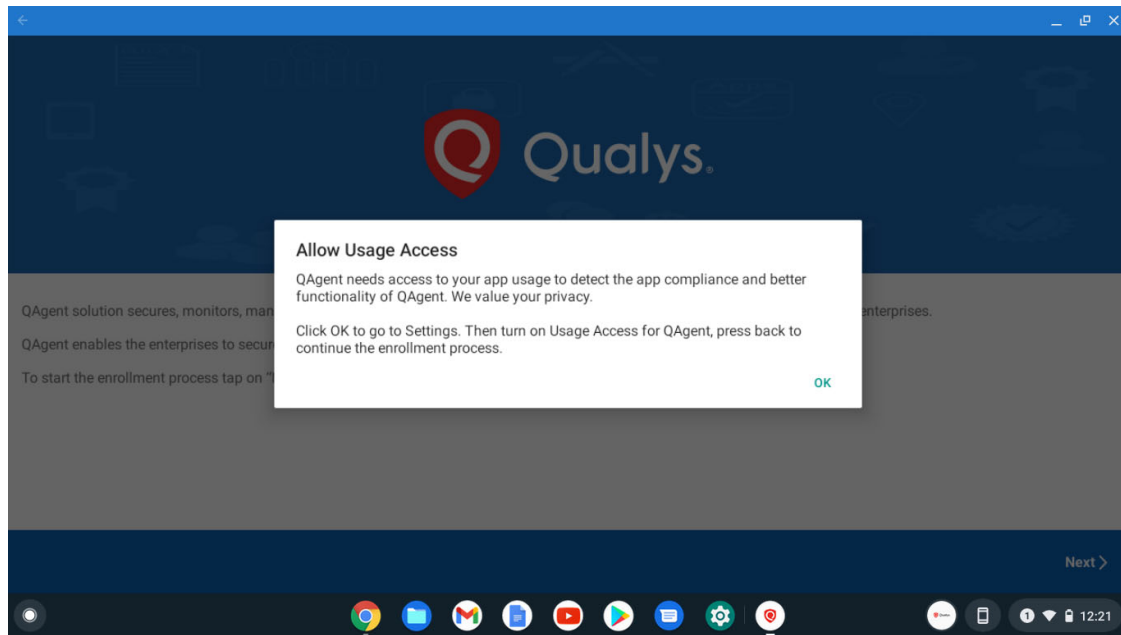 Qualys.
Allow Usage Access
QAgent needs access to your app usage to detect the app compliance and better
functionality of QAgent. We value your privacy.
Click OK to go to Settings. Then turn on Usage Access for QAgent, press back to
continue the enrollment process.
OK
QAgent solution secures, monitors,
enterprises.
QAgent enables the enterprises to
To start the enrollment process tap on
Next
1
12:21